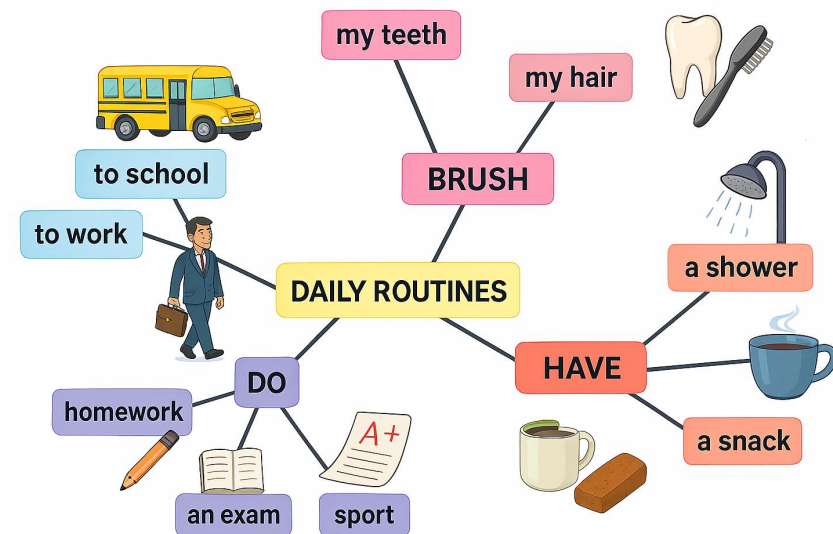 my teeth
my hair
BRUSH
to school
to work
a shower
DAILY ROUTINES
HAVE
DO
homework
A+
a snack
an exam
sport